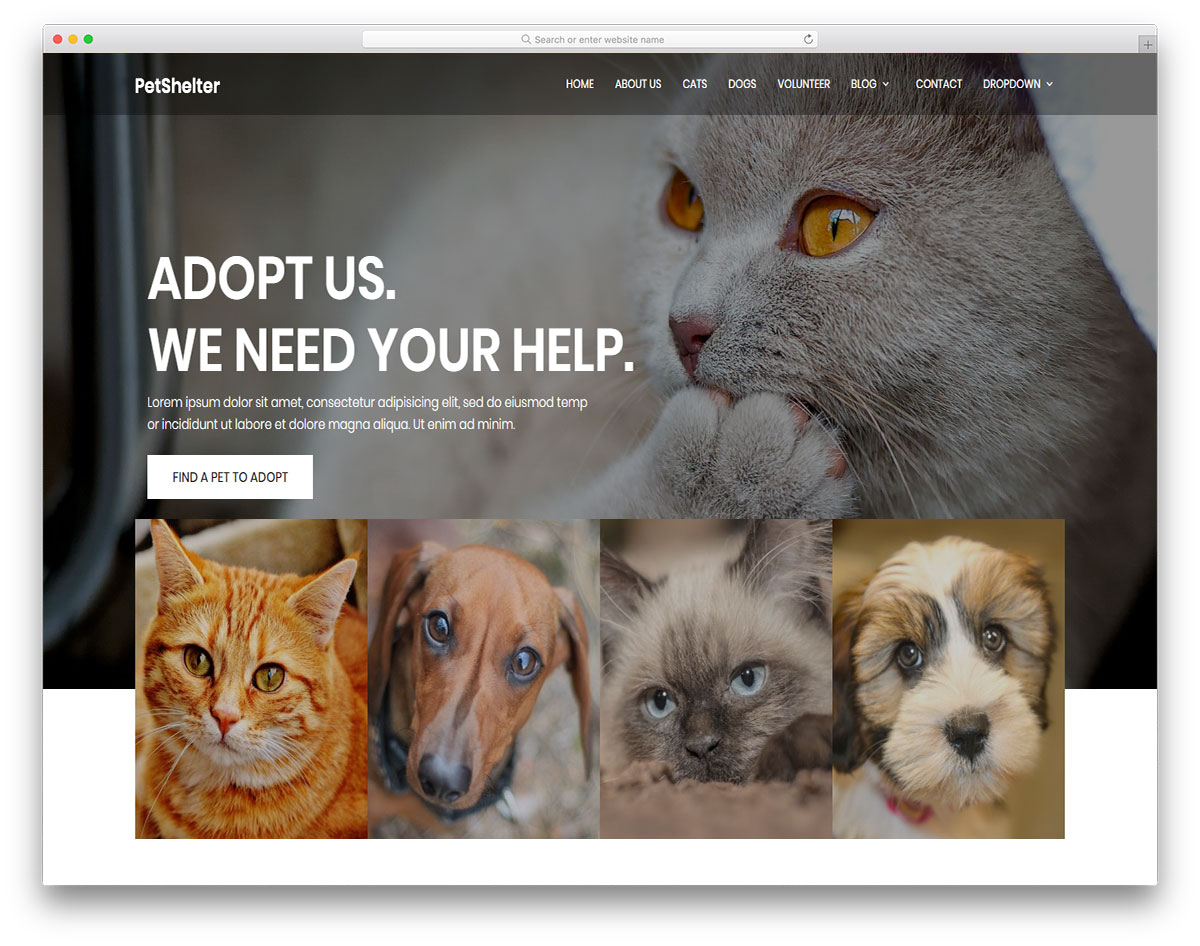 Search or enter website name
PetShelter
HOME
ABOUT US
CATS
DOGS
VOLUNTEER
BLOG
CONTACT
DROPDOWN
ADOPT US.
WE NEED YOUR HELP.
Lorem ipsum dolor sit amet, consectetur adipisicing elit, sed do eiusmod temp
or incididunt ut labore et dolore magna aliqua. Ut enim ad minim.
FIND A PET TO ADOPT